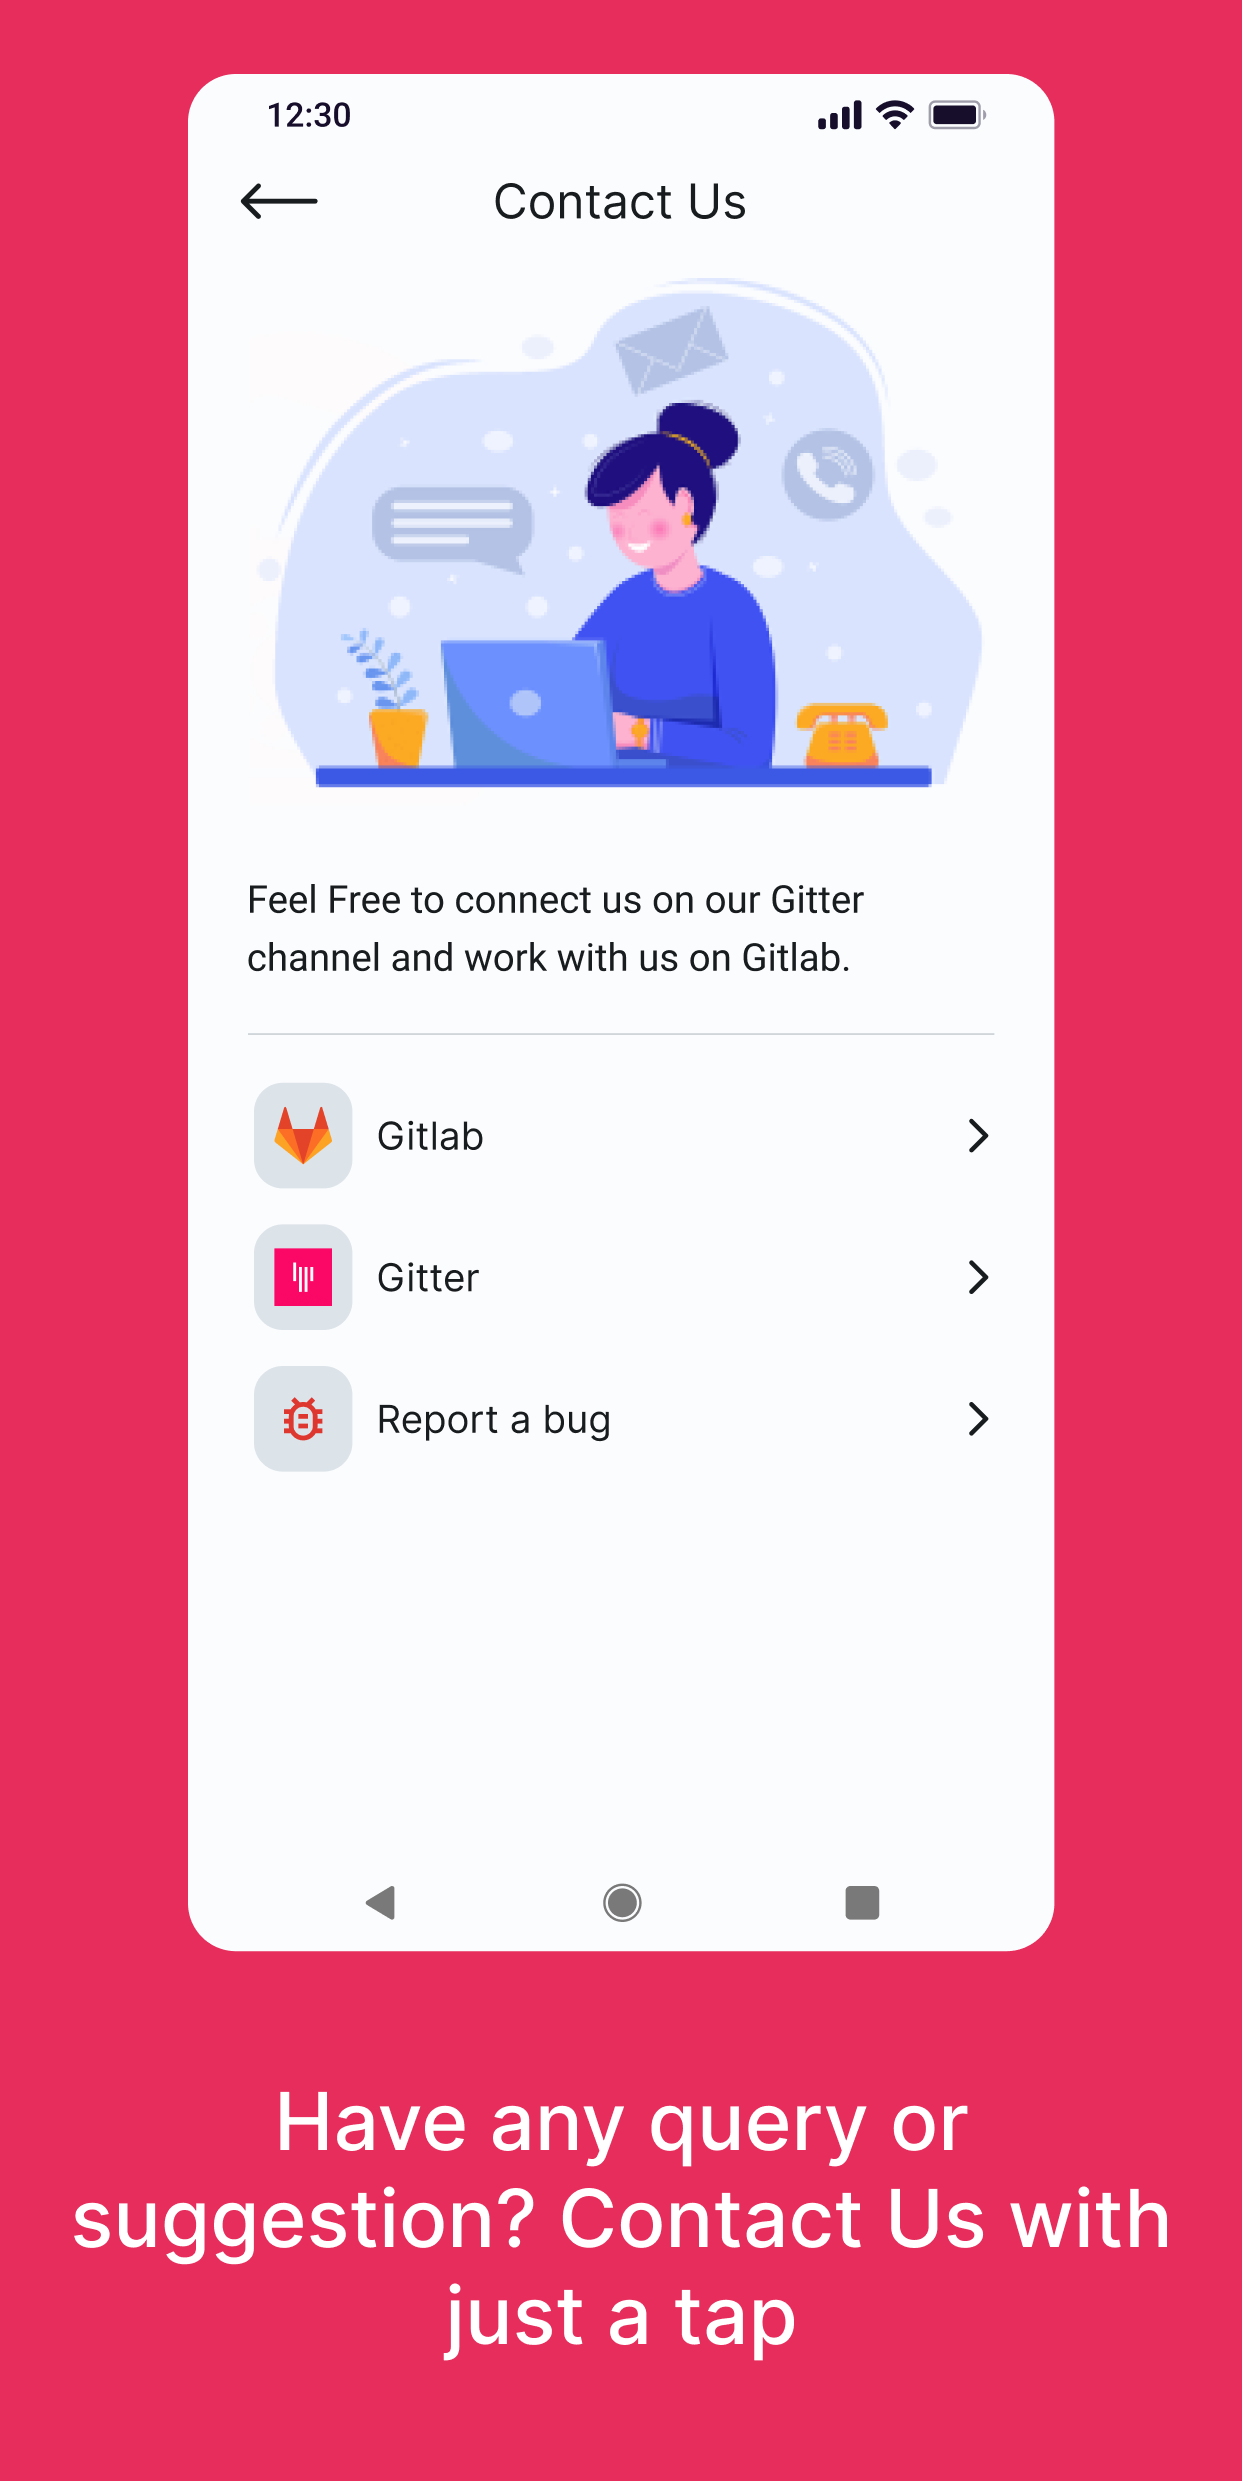 12:30
Contact Us
Feel Free to connect us on our Gitter
channel and work with us on Gitlab.
Gitlab
Gitter
Report a bug
Have any query or
suggestion? Contact Us with
just a tap